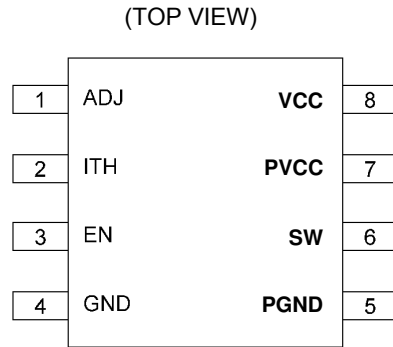 (TOP VIEW)
1 ADJ VCC 8
2 ITH PVCC 7
3 EN SW 6
4 GND PGND 5